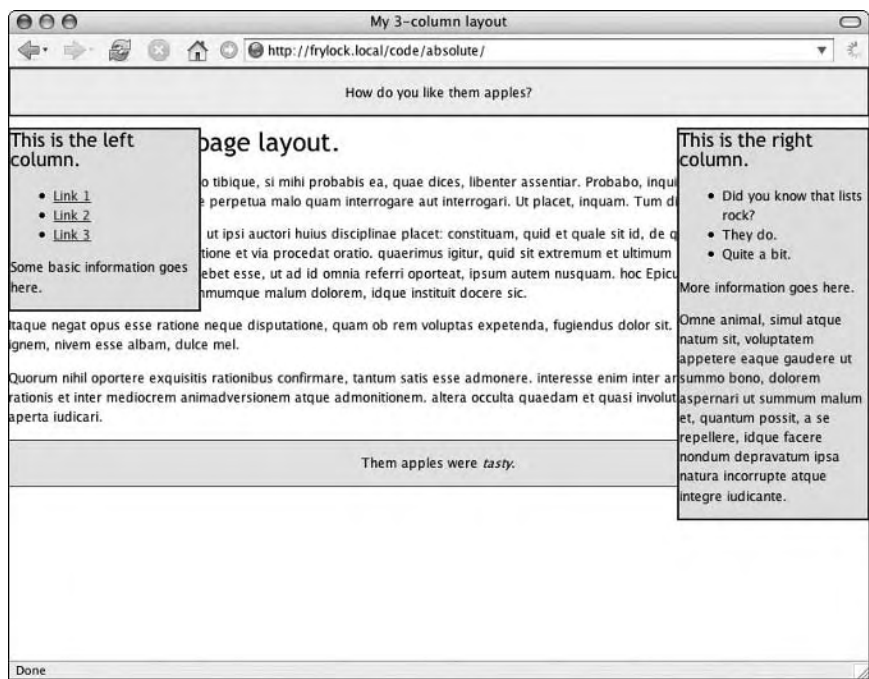 My 3-column layout
http://frylock.local/code/absolute/
How do you like them apples?
This is the left
column.
Link 1
Link 2
Link 3
Some basic information goes
here.
page layout.
o tibique, si mihi probabis ea, quae dices, libenter assentiar. Probabo, inqui
e perpetua malo quam interrogare aut interrogari. Ut placet, inquam. Tum di
ut ipsi auctori huius disciplinae placet: constituam, quid et quale sit id, de q
tione et via procedat oratio. quaerimus igitur, quid sit extremum et ultimum
ebet esse, ut ad id omnia referri oporteat, ipsum autem nusquam. hoc Epicu
mmumque malum dolorem, idque instituit docere sic.
Itaque negat opus esse ratione neque disputatione, quam ob rem voluptas expetenda, fugiendus dolor sit.
ignem, nivem esse albam, dulce mel.
Quorum nihil oportere exquisitis rationibus confirmare, tantum satis esse admonere. interesse enim inter ar
rationis et inter mediocrem animadversionem atque admonitionem. altera occulta quaedam et quasi involut
aperta iudicari.
This is the right
column.
Did you know that lists
rock?
They do.
Quite a bit.
More information goes here.
Omne animal, simul atque
natum sit, voluptatem
appetere eaque gaudere ut
summo bono, dolorem
aspernari ut summum malum
et, quantum possit, a se
repellere, idque facere
nondum depravatum ipsa
natura incorrupte atque
integre iudicante.
Them apples were tasty.
Done